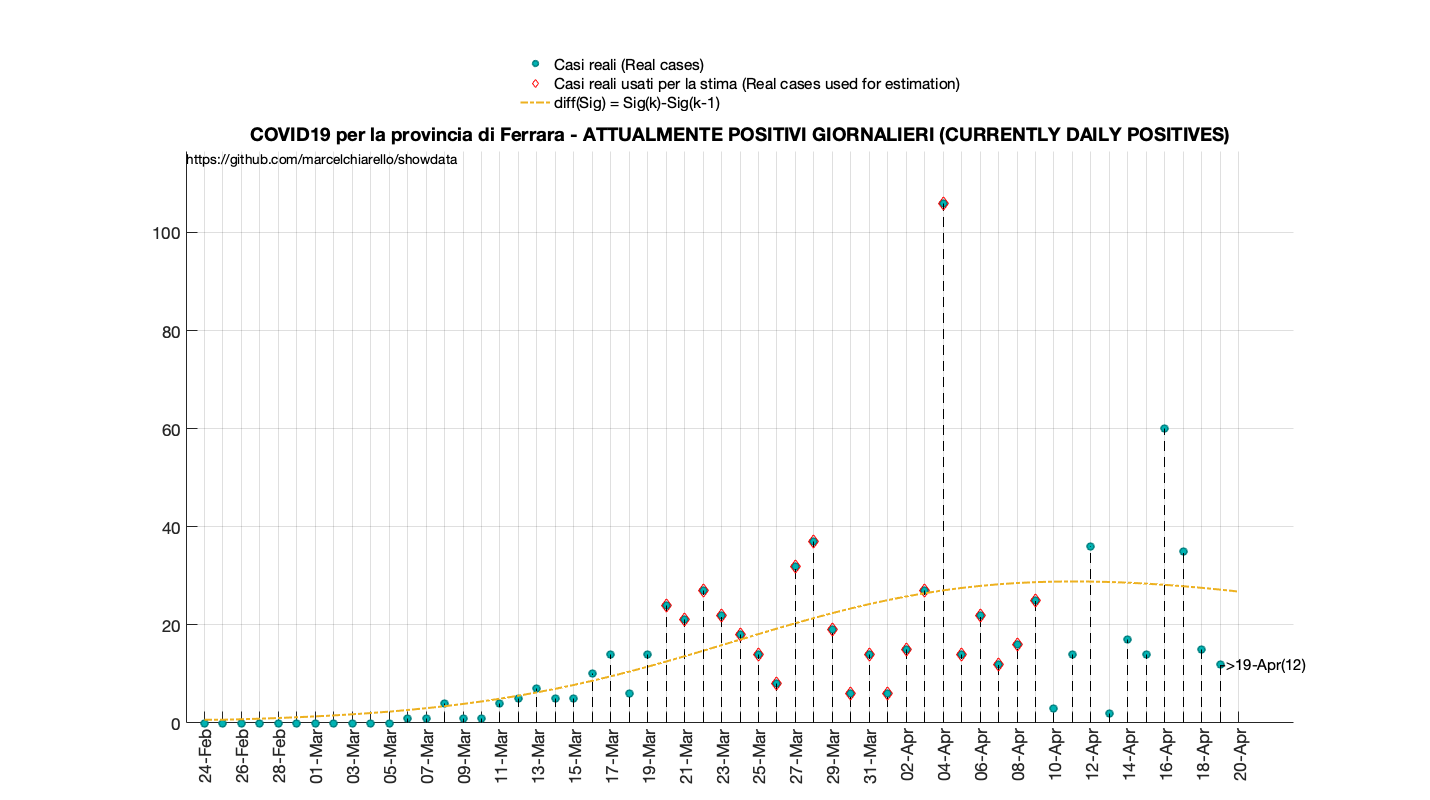 Casi reali (Real cases)
Casi reali usati per la stima (Real cases used for estimation)
diff(Sig) = Sig(k)-Sig(k-1)
COVID19 per la provincia di Ferrara - ATTUALMENTE POSITIVI GIORNALIERI (CURRENTLY DAILY POSITIVES)
https://github.com/marcelchiarello/showdata
100
80
60
40
20
0
>19-Apr(12)
24-Feb
26-Feb
28-Feb
01-Mar
03-Mar
05-Mar
07-Mar
09-Mar
11-Mar
13-Mar
15-Mar
17-Mar
19-Mar
21-Mar
23-Mar
25-Mar
27-Mar
29-Mar
31-Mar
02-Apr
04-Apr
06-Apr
08-Apr
10-Apr
12-Apr
14-Apr
16-Apr
18-Apr
20-Apr